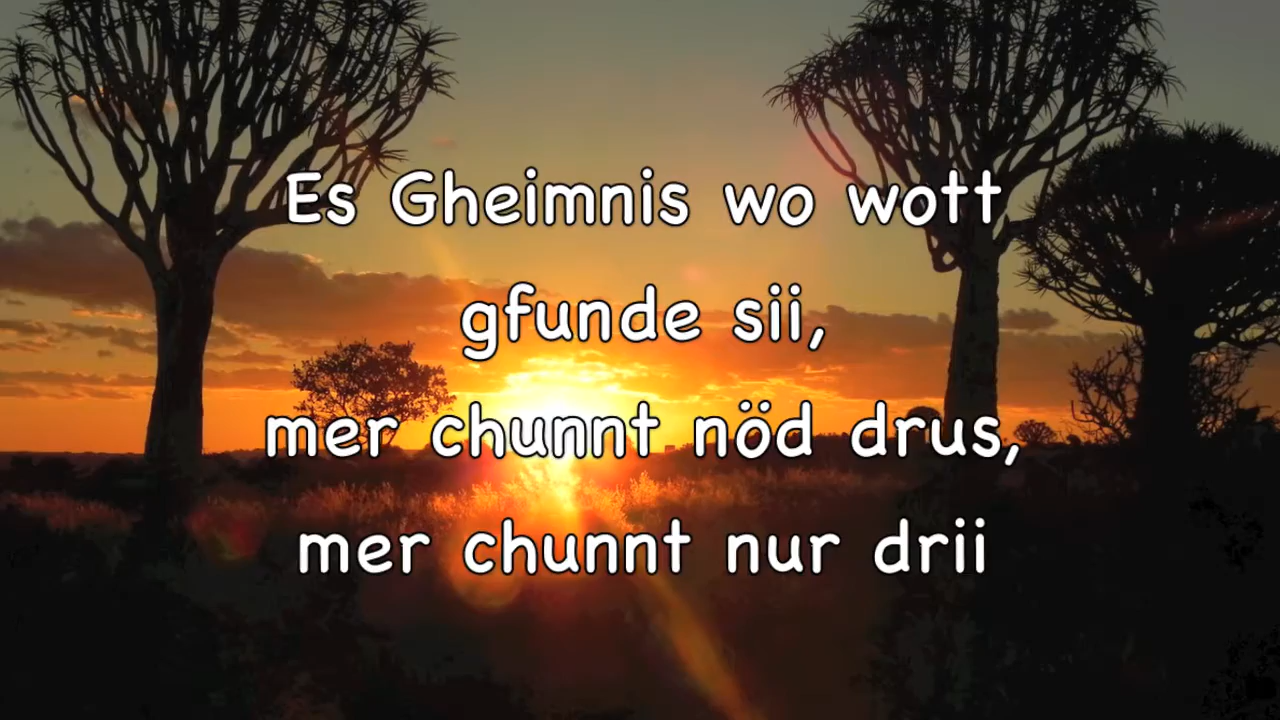 Es Gheimnis wo wott
gfunde sii,
mer chunnt nöd drus,
mer chunnt nur drii